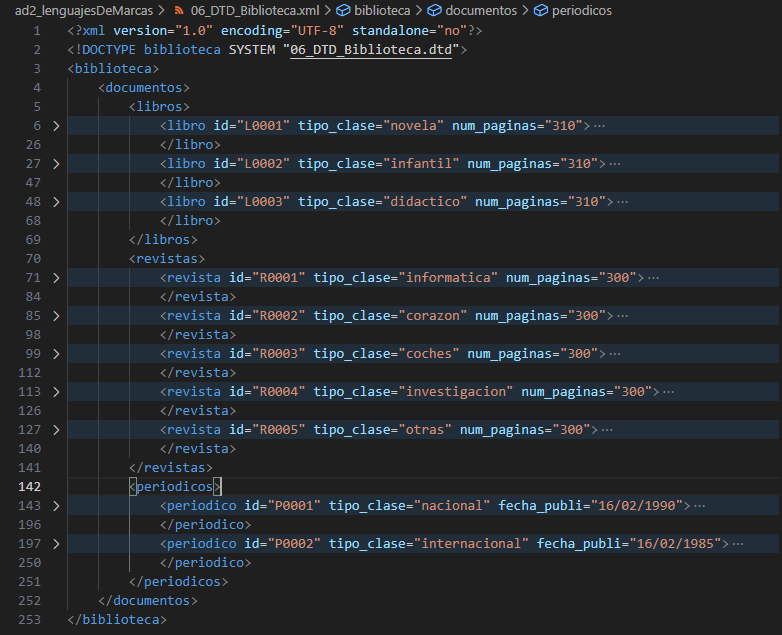 ad2_lenguajesDeMarcas > 06_DTD_Biblioteca.xml > biblioteca > documentos > periodicos
1 <?xml version="1.0" encoding="UTF-8" standalone="no"?>
2 <!DOCTYPE biblioteca SYSTEM "06_DTD_Biblioteca.dtd">
3 <biblioteca>
4 <documentos>
5 <libros>
6 > <libro id="L0001" tipo_clase="novela" num_paginas="310">···
26 </libro>
27 > <libro id="L0002" tipo_clase="infantil" num_paginas="310">···
47 </libro>
48 > <libro id="L0003" tipo_clase="didactico" num_paginas="310">···
68 </libro>
69 </libros>
70 <revistas>
71 > <revista id="R0001" tipo_clase="informatica" num_paginas="300">···
84 </revista>
85 > <revista id="R0002" tipo_clase="corazon" num_paginas="300">···
98 </revista>
99 > <revista id="R0003" tipo_clase="coches" num_paginas="300">···
112 </revista>
113 > <revista id="R0004" tipo_clase="investigacion" num_paginas="300">···
126 </revista>
127 > <revista id="R0005" tipo_clase="otras" num_paginas="300">···
140 </revista>
141 </revistas>
142 <periodicos>
143 > <periodico id="P0001" tipo_clase="nacional" fecha_publi="16/02/1990">···
196 </periodico>
197 > <periodico id="P0002" tipo_clase="internacional" fecha_publi="16/02/1985">···
250 </periodico>
251 </periodicos>
252 </documentos>
253 </biblioteca>